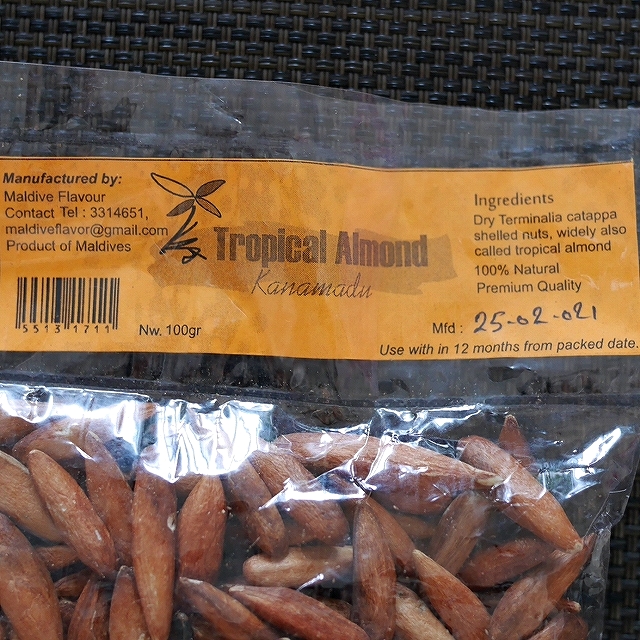 Manufactured by:
Maldive Flavour
Contact Tel : 3314651,
maldiveflavor@gmail.com
Product of Maldives
5513 1711
Nw. 100gr
Tropical Almond
Kanamadu
Ingredients
Dry Terminalia catappa
shelled nuts, widely also
called tropical almond
100% Natural
Premium Quality
Mfd : 25-02-021
Use with in 12 months from packed date.